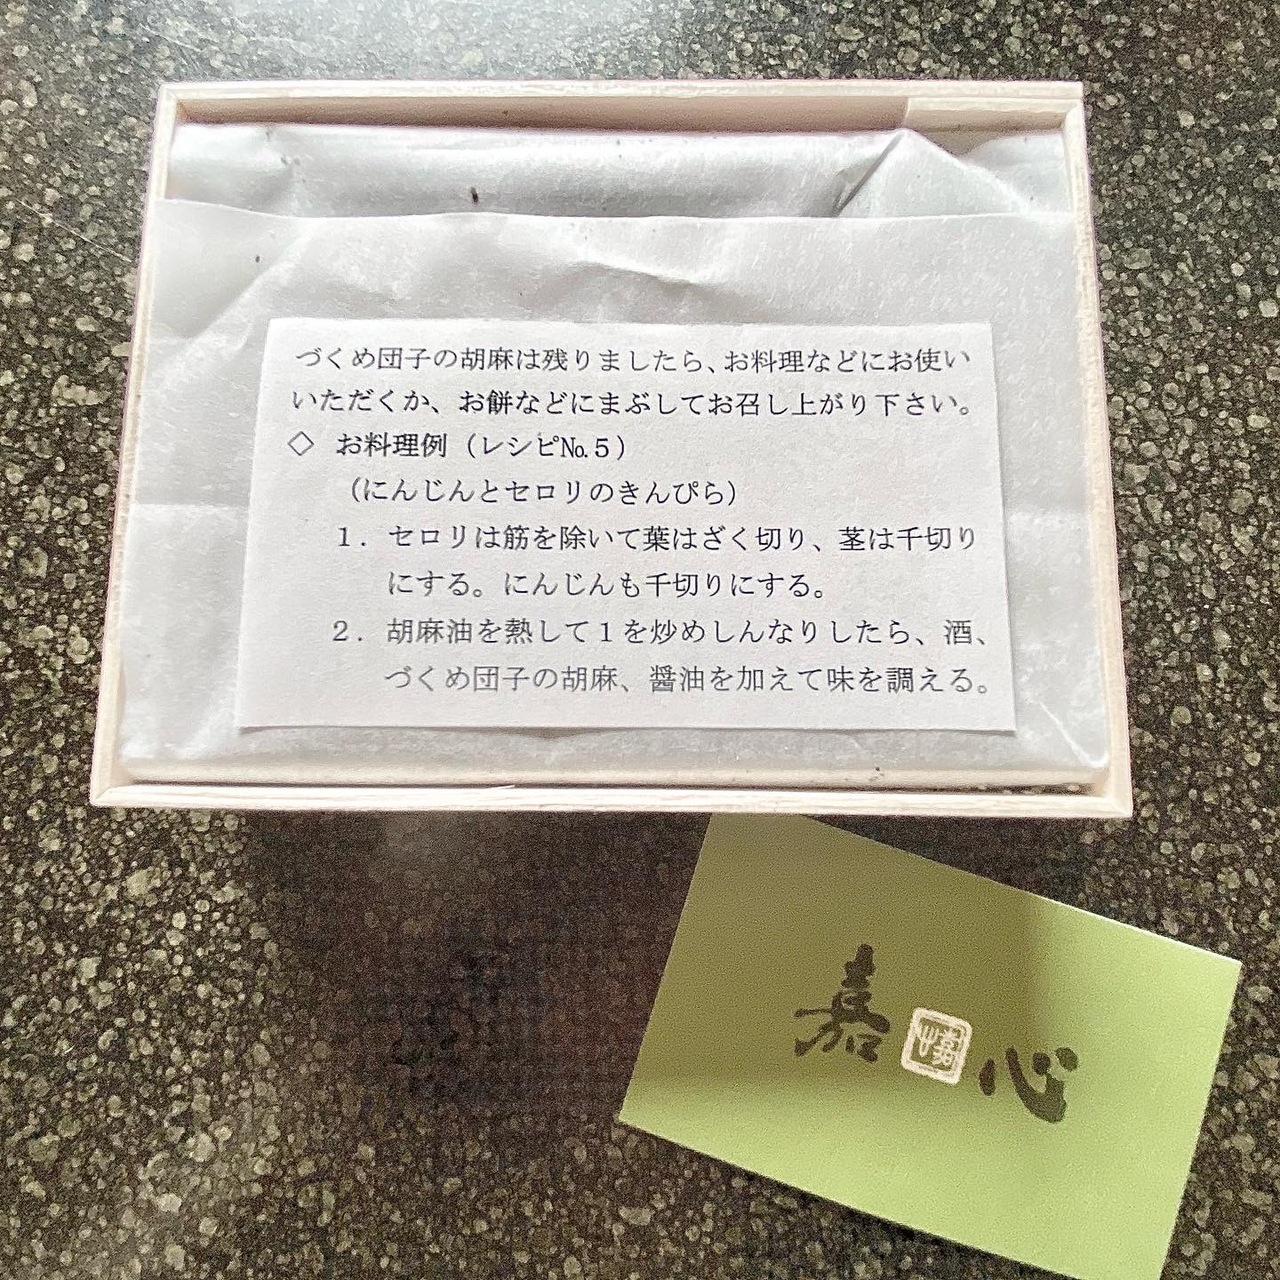 づくめ団子の胡麻は残りましたら、お料理などにお使い
いただくか、お餅などにまぶしてお召し上がり下さい。
◇ お料理例（レシピ№５）
（にんじんとセロリのきんぴら）
１．セロリは筋を除いて葉はざく切り、茎は千切り
にする。にんじんも千切りにする。
２．胡麻油を熱して１を炒めしんなりしたら、酒、
づくめ団子の胡麻、醤油を加えて味を調える。
嘉 心